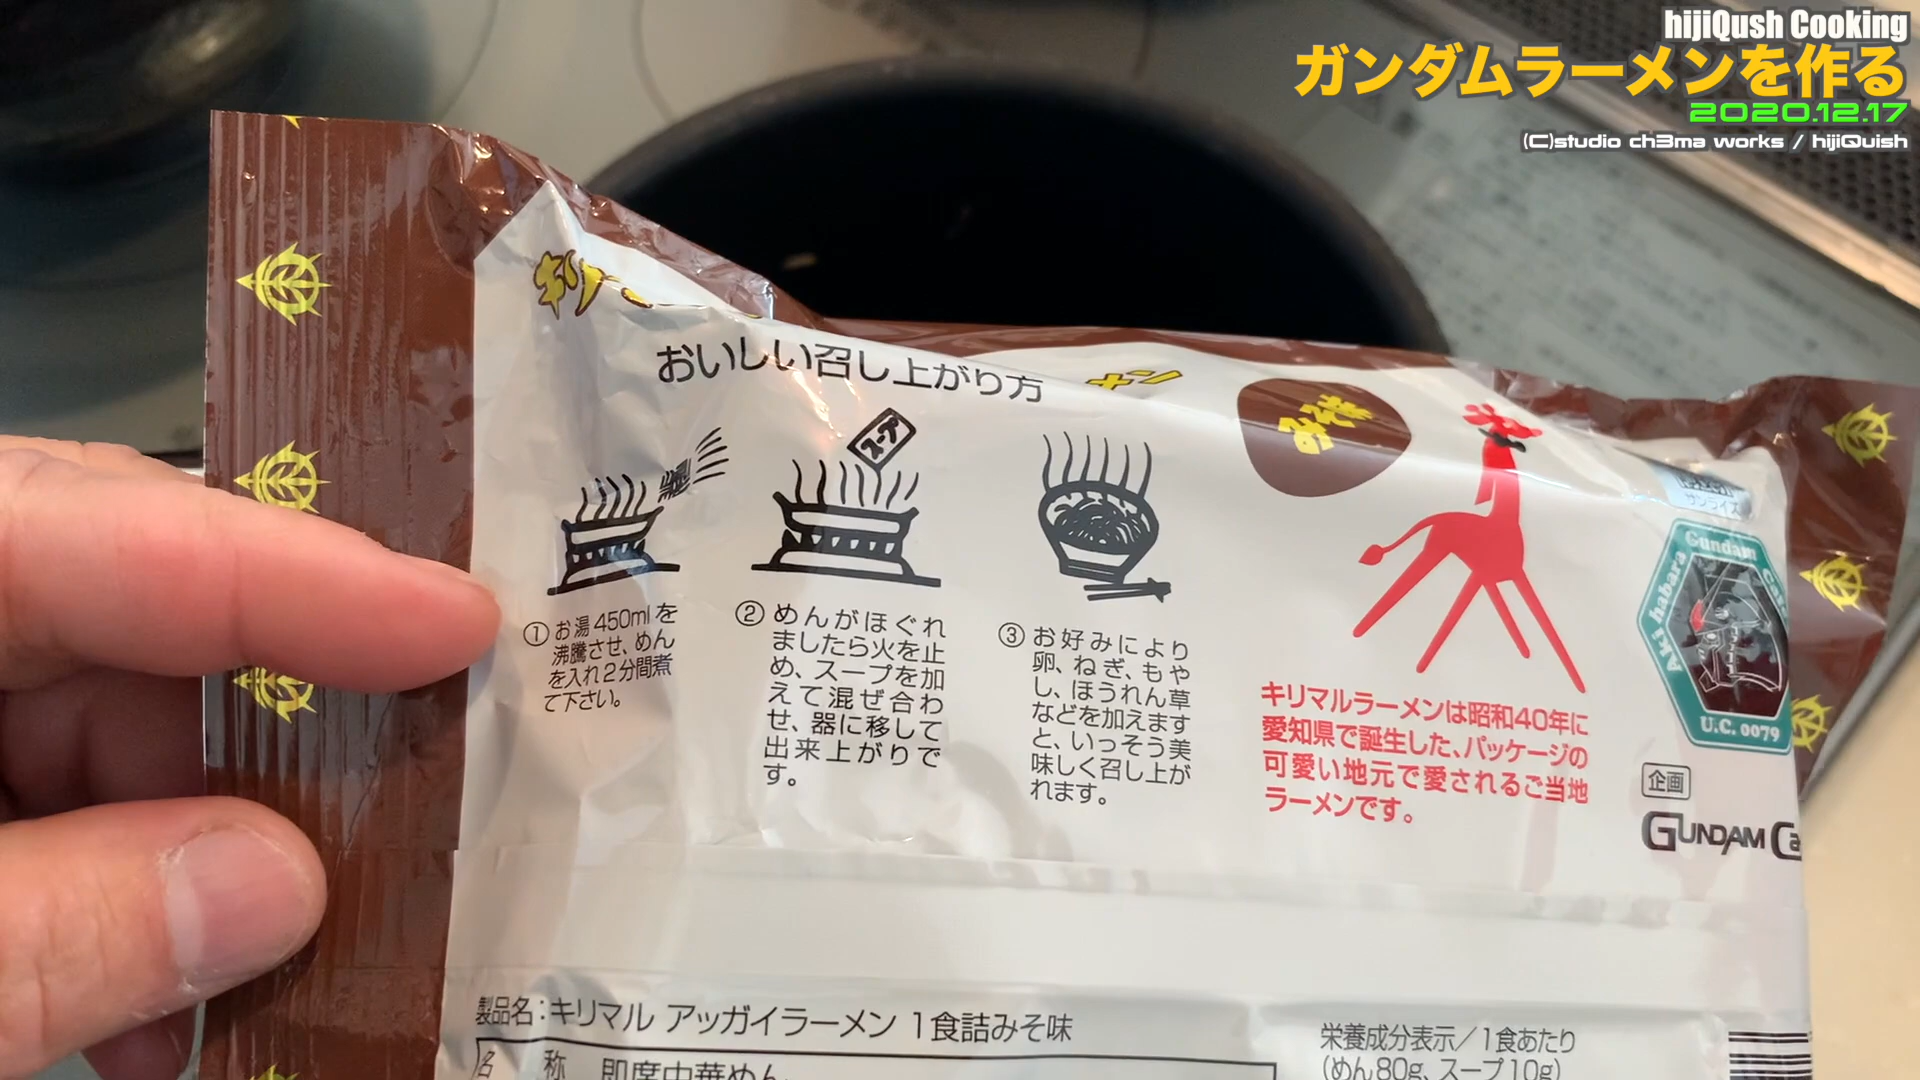 hijiQush Cooking
ガンダムラーメンを作る
2020.12.17
(C)studio ch3ma works / hijiQuish
メン
おいしい召し上がり方
スープ
みそ味
サンライズ
Akihabara Gundam Cafe
U.C. 0079
① お湯450mlを
沸騰させ、めん
を入れ2分間煮
て下さい。
② めんがほぐれ
ましたら火を止
め、スープを加
えて混ぜ合わ
せ、器に移して
出来上がりで
す。
③ お好みにより
卵、ねぎ、もや
し、ほうれん草
などを加えます
と、いっそう美
味しく召し上が
れます。
キリマルラーメンは昭和40年に
愛知県で誕生した、パッケージの
可愛い地元で愛されるご当地
ラーメンです。
企画
GUNDAM Ca
製品名：キリマル アッガイラーメン 1食詰みそ味
名 称 即席中華めん
栄養成分表示／1食あたり
(めん80g、スープ10g)